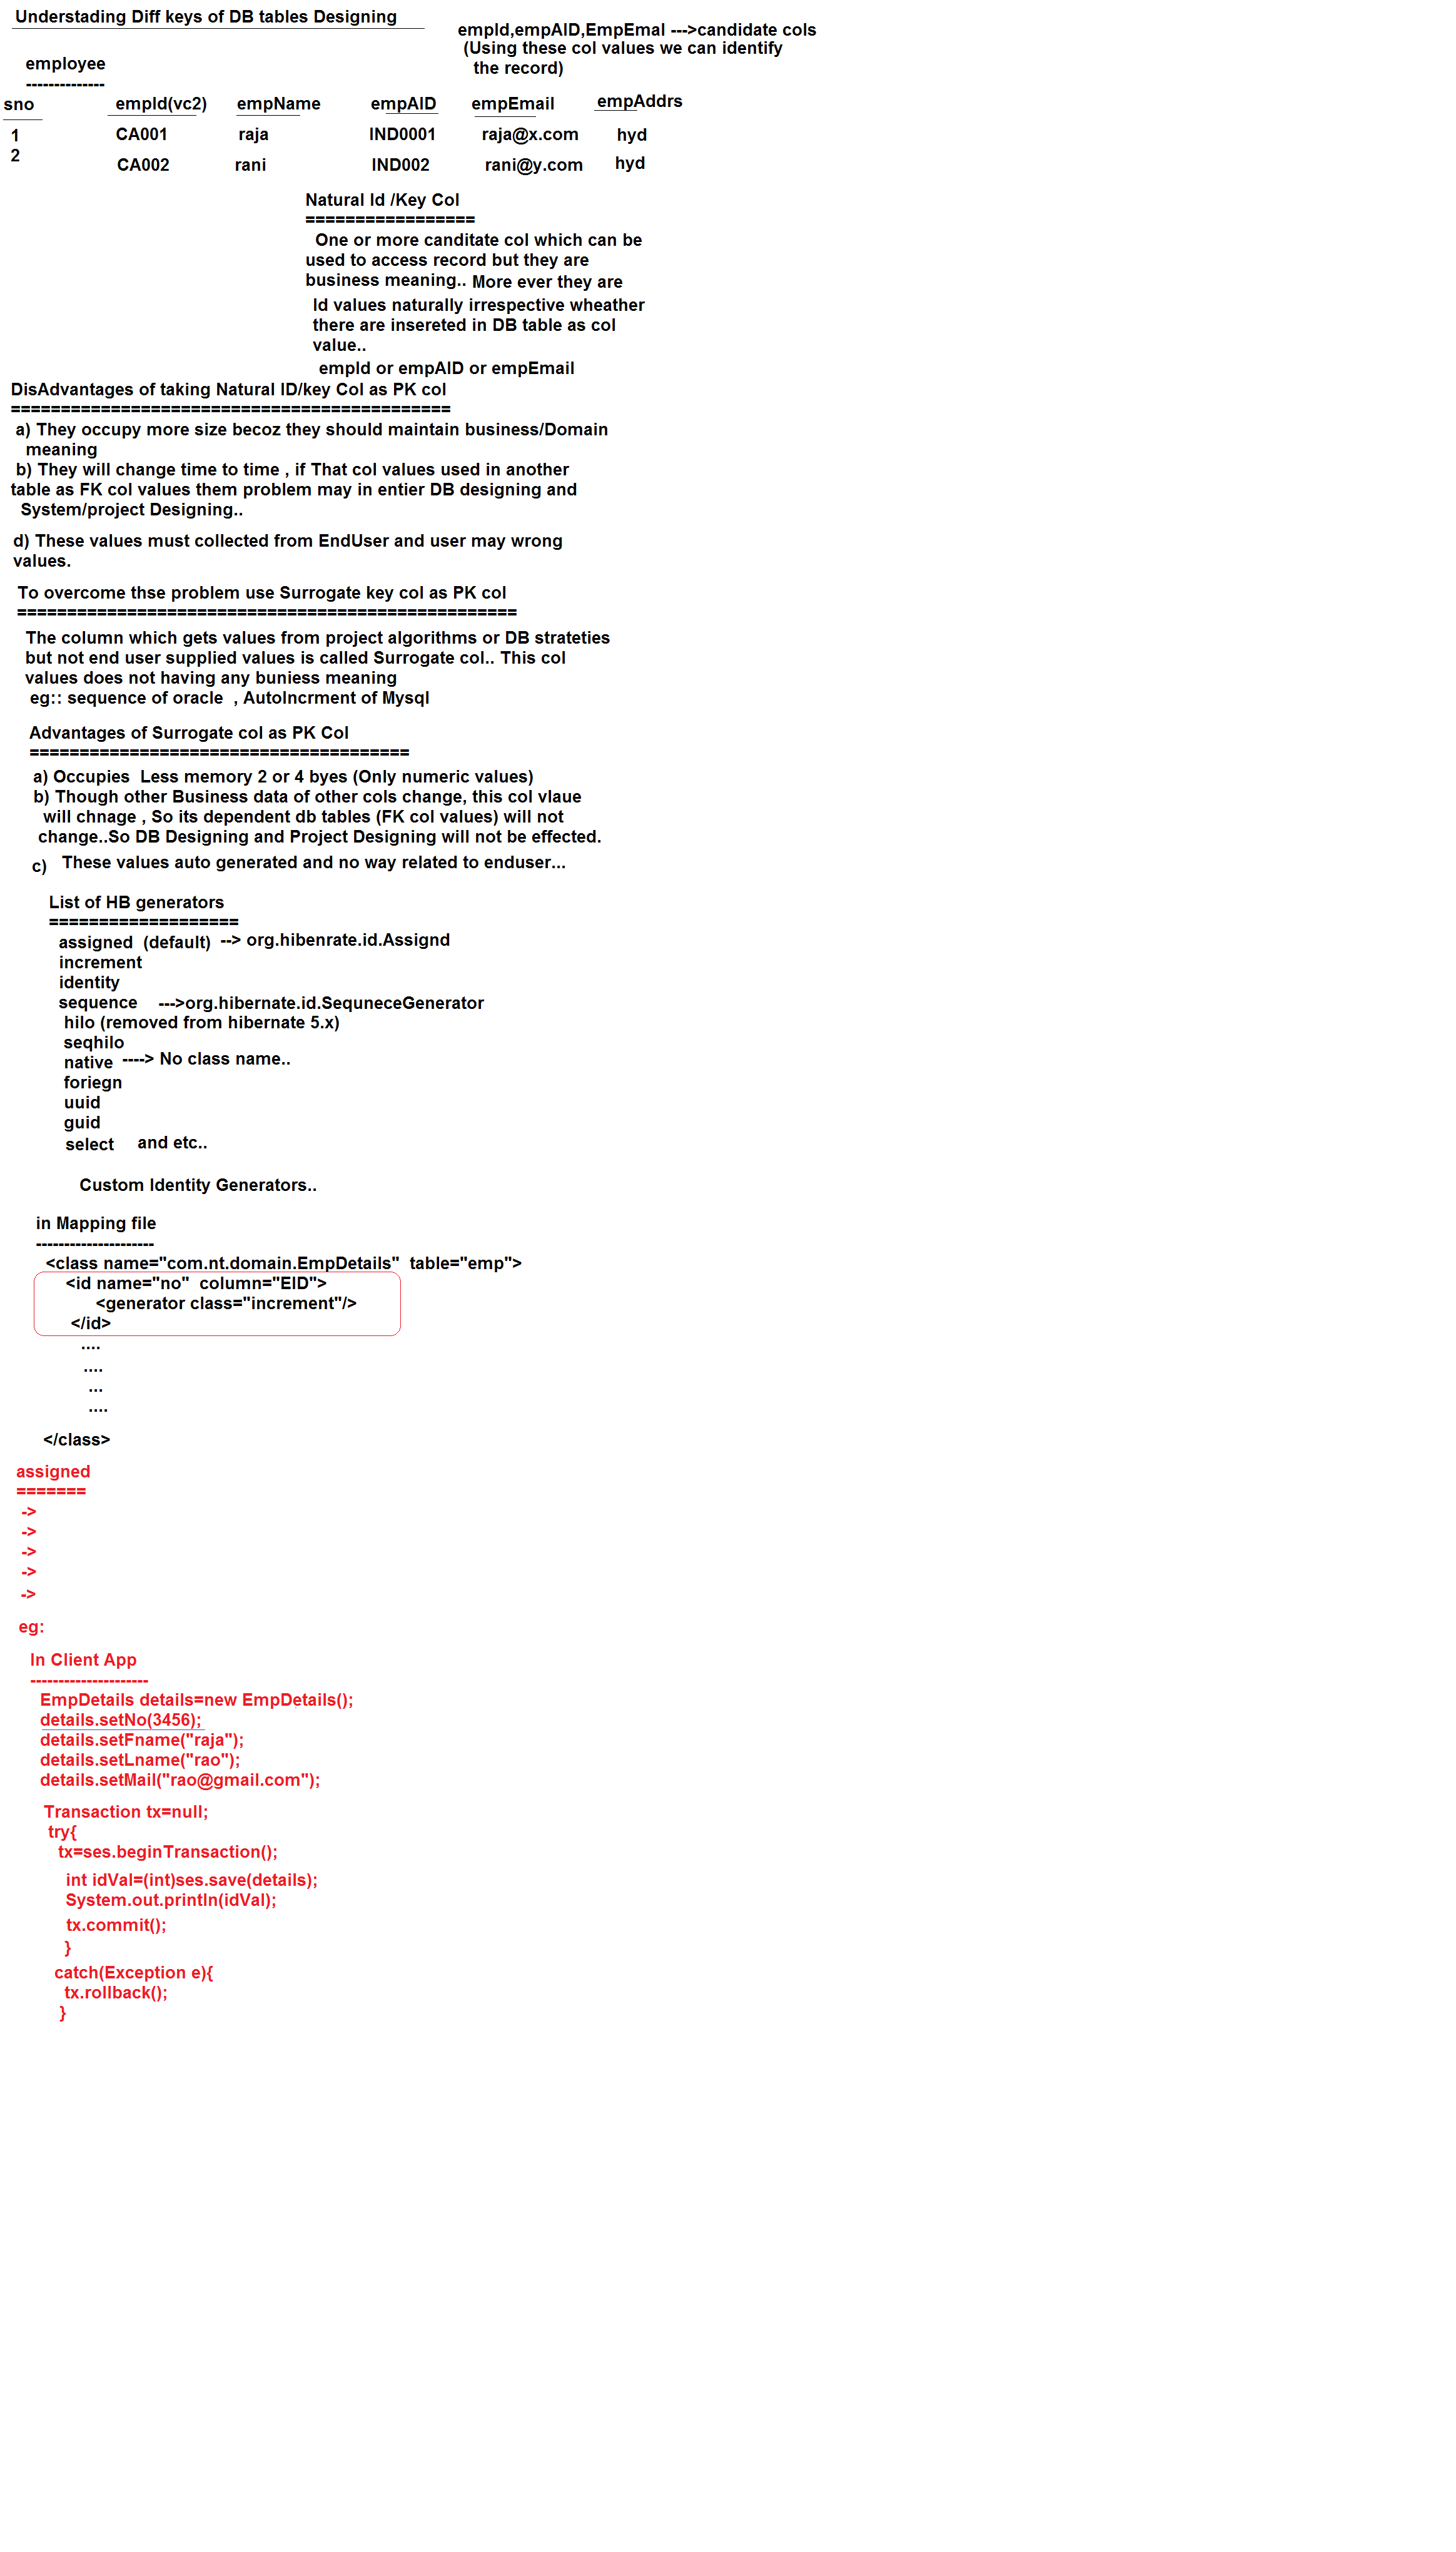 Understading Diff keys of DB tables Designing
empId,empAID,EmpEmal --->candidate cols
(Using these col values we can identify
the record)
employee
--------------
sno empId(vc2) empName empAID empEmail empAddrs
1 CA001 raja IND0001 raja@x.com hyd
2 CA002 rani IND002 rani@y.com hyd
Natural Id /Key Col
=================
One or more canditate col which can be
used to access record but they are
business meaning.. More ever they are
Id values naturally irrespective wheather
there are insereted in DB table as col
value..
empId or empAID or empEmail
DisAdvantages of taking Natural ID/key Col as PK col
============================================
a) They occupy more size becoz they should maintain business/Domain
meaning
b) They will change time to time , if That col values used in another
table as FK col values them problem may in entier DB designing and
System/project Designing..
d) These values must collected from EndUser and user may wrong
values.
To overcome thse problem use Surrogate key col as PK col
==================================================
The column which gets values from project algorithms or DB strateties
but not end user supplied values is called Surrogate col.. This col
values does not having any buniess meaning
eg:: sequence of oracle , AutoIncrment of Mysql
Advantages of Surrogate col as PK Col
======================================
a) Occupies Less memory 2 or 4 byes (Only numeric values)
b) Though other Business data of other cols change, this col vlaue
will chnage , So its dependent db tables (FK col values) will not
change..So DB Designing and Project Designing will not be effected.
c) These values auto generated and no way related to enduser...
List of HB generators
===================
assigned (default) --> org.hibenrate.id.Assignd
increment
identity
sequence --->org.hibernate.id.SequneceGenerator
hilo (removed from hibernate 5.x)
seqhilo
native ----> No class name..
foriegn
uuid
guid
select and etc..
Custom Identity Generators..
in Mapping file
---------------------
<class name="com.nt.domain.EmpDetails" table="emp">
<id name="no" column="EID">
<generator class="increment"/>
</id>
....
....
...
....
</class>
assigned
=======
->
->
->
->
->
eg:
In Client App
---------------------
EmpDetails details=new EmpDetails();
details.setNo(3456);
details.setFname("raja");
details.setLname("rao");
details.setMail("rao@gmail.com");
Transaction tx=null;
try{
tx=ses.beginTransaction();
int idVal=(int)ses.save(details);
System.out.println(idVal);
tx.commit();
}
catch(Exception e){
tx.rollback();
}